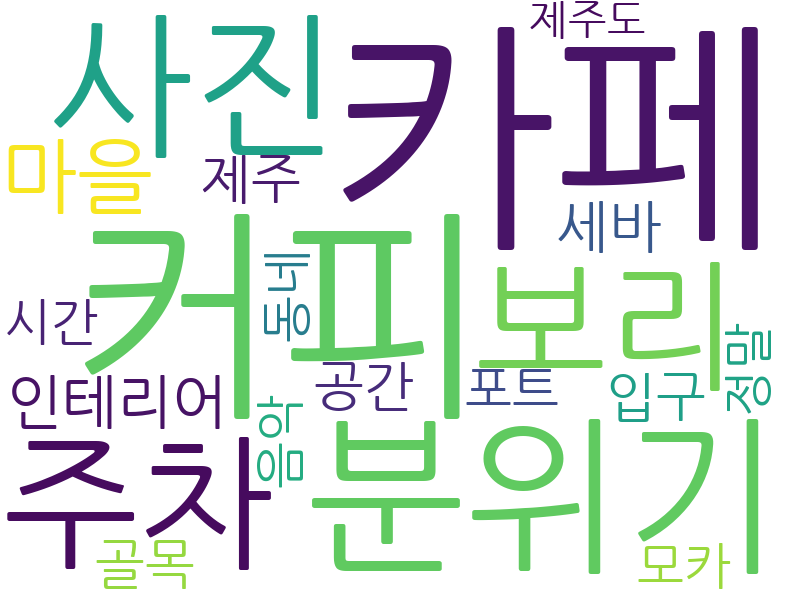 제주도
사진
카페
마을
제주
세바
커피
동네
보리
시간
정말
인테리어
공간
포트
입구
음악
주차
분위기
골목
모카